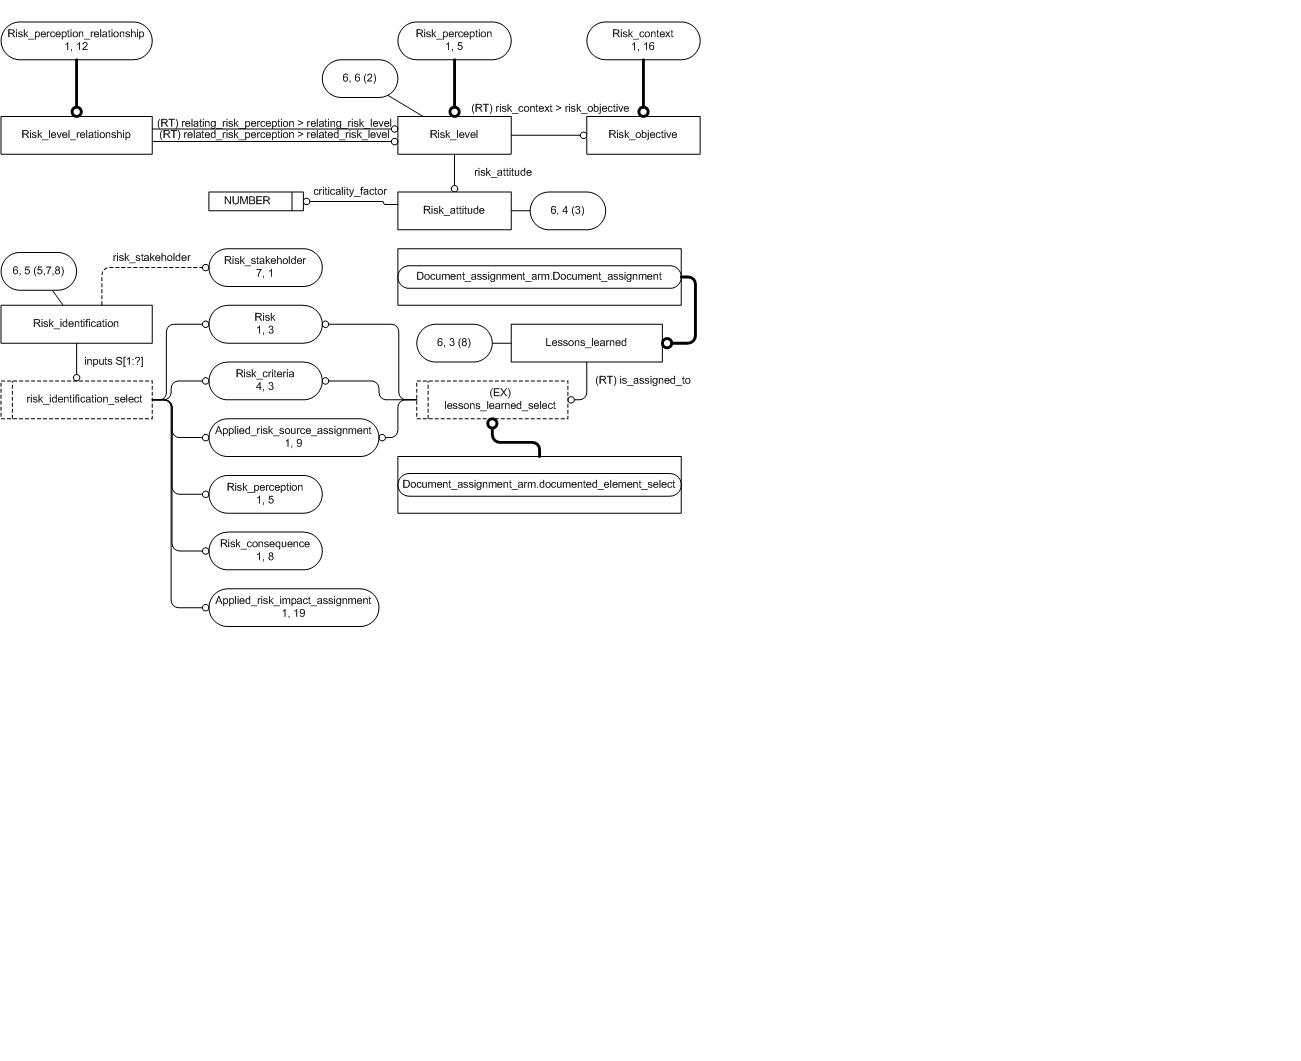 Risk_perception_relationship
1, 12
Risk_perception
1, 5
Risk_context
1, 16
6, 6 (2)
(RT) risk_context > risk_objective
Risk_level_relationship
(RT) relating_risk_perception > relating_risk_level
(RT) related_risk_perception > related_risk_level
Risk_level
Risk_objective
risk_attitude
NUMBER
criticality_factor
Risk_attitude
6, 4 (3)
6, 5 (5,7,8)
risk_stakeholder
Risk_stakeholder
7, 1
Document_assignment_arm.Document_assignment
Risk_identification
Risk
1, 3
6, 3 (8)
Lessons_learned
inputs S[1:?]
Risk_criteria
4, 3
(RT) is_assigned_to
risk_identification_select
(EX)
lessons_learned_select
Applied_risk_source_assignment
1, 9
Risk_perception
1, 5
Document_assignment_arm.documented_element_select
Risk_consequence
1, 8
Applied_risk_impact_assignment
1, 19